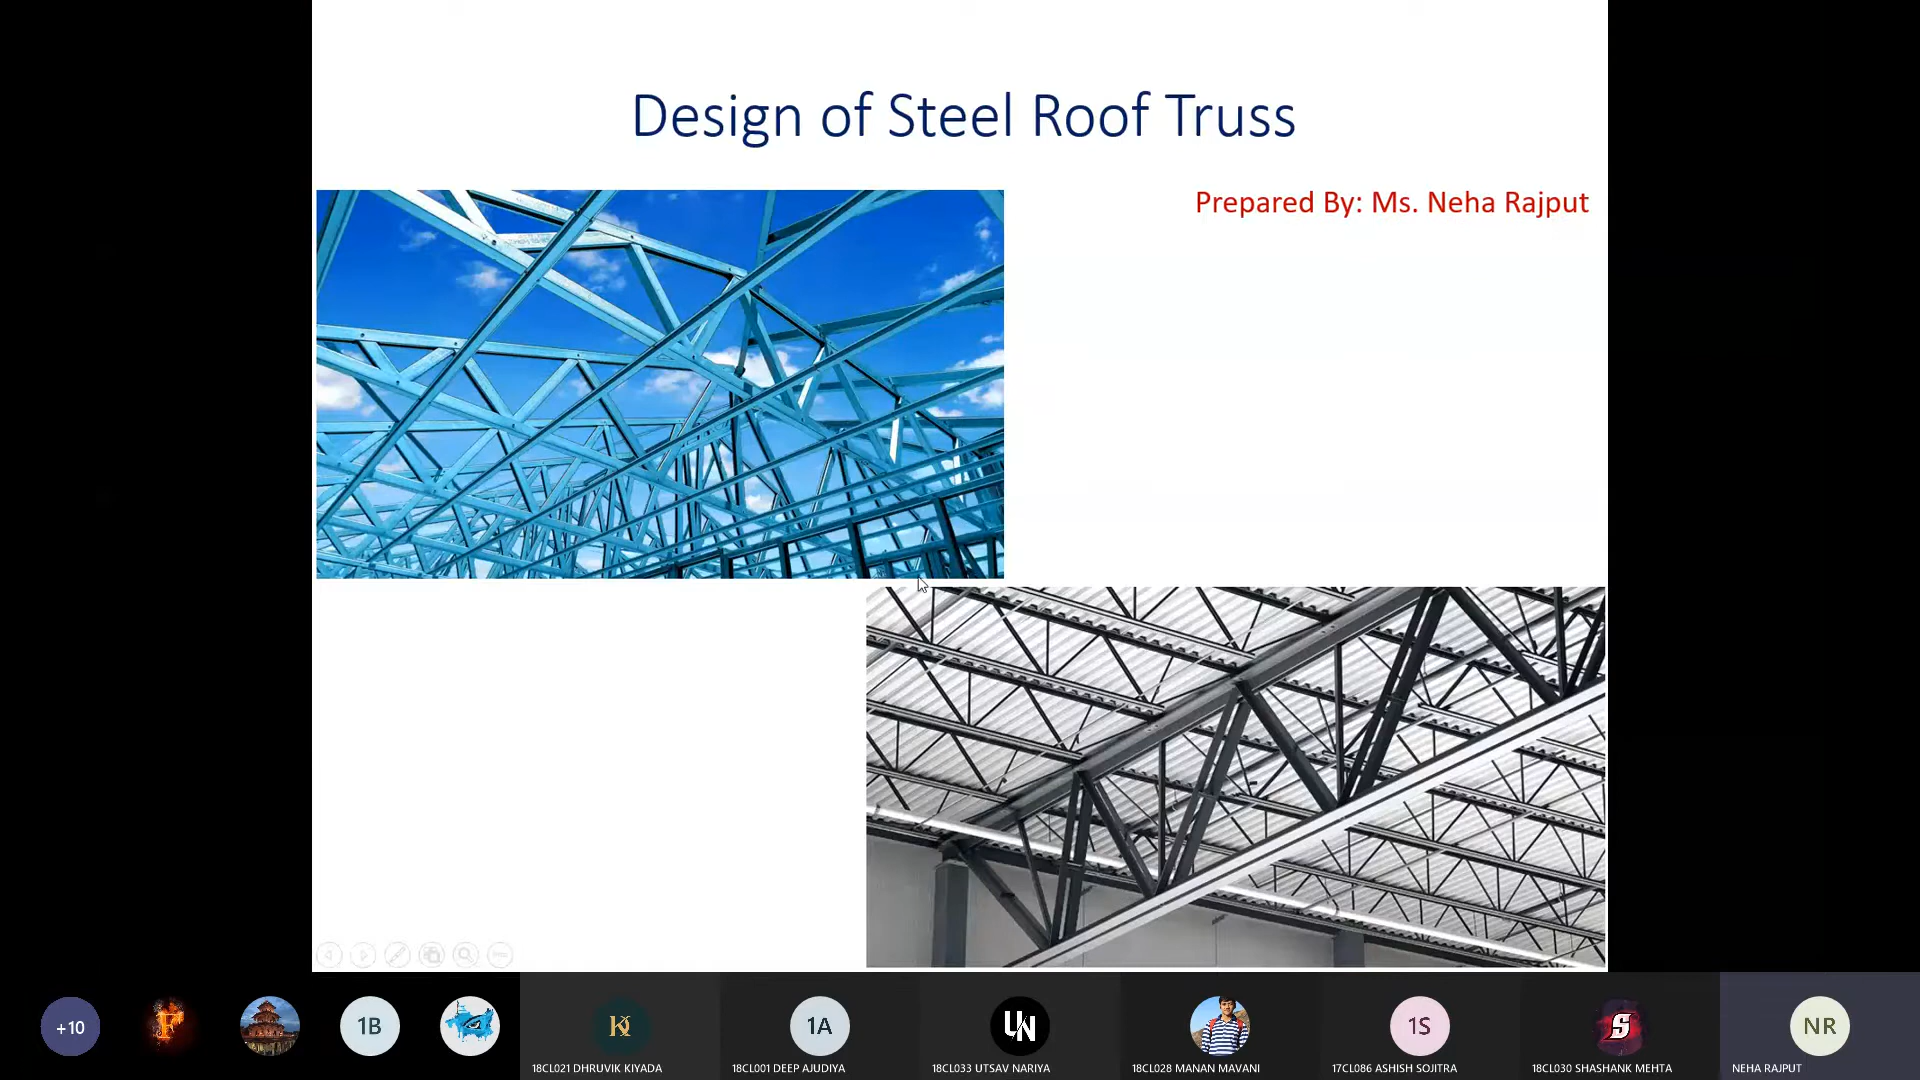 Design of Steel Roof Truss
Prepared By: Ms. Neha Rajput
+10
F
1B
K
1A
UN
1S
S
NR
18CL021 DHRUVIK KIYADA
18CL001 DEEP AJUDIYA
18CL033 UTSAV NARIYA
18CL028 MANAN MAVANI
17CL086 ASHISH SOJITRA
18CL030 SHASHANK MEHTA
NEHA RAJPUT